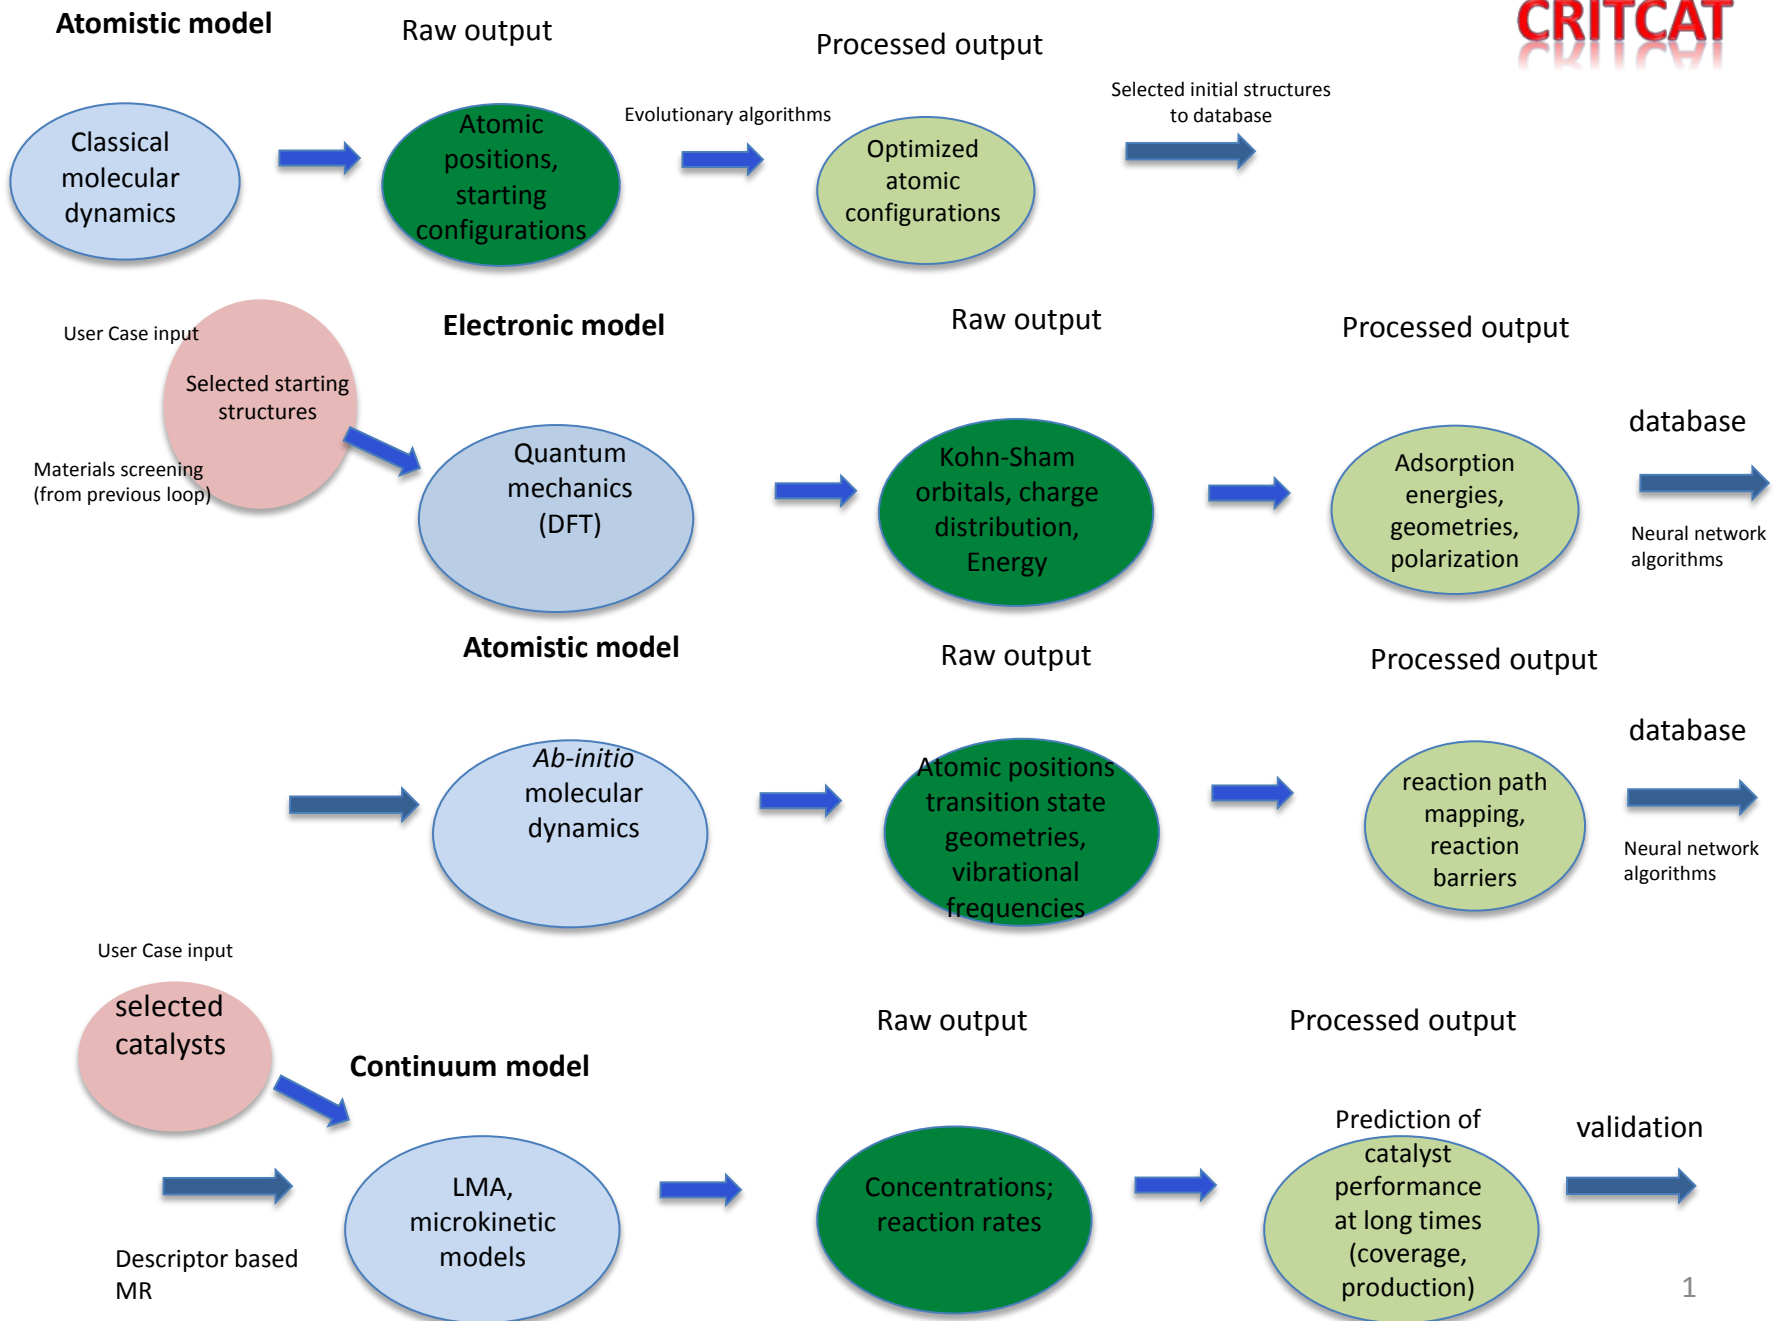 CRITCAT
Atomistic model
Raw output
Processed output
Classical
molecular
dynamics
Atomic
positions,
starting
configurations
Evolutionary algorithms
Optimized
atomic
configurations
Selected initial structures
to database
User Case input
Selected starting
structures
Materials screening
(from previous loop)
Electronic model
Raw output
Processed output
Quantum
mechanics
(DFT)
Kohn-Sham
orbitals, charge
distribution,
Energy
Adsorption
energies,
geometries,
polarization
database
Neural network
algorithms
Atomistic model
Raw output
Processed output
Ab-initio
molecular
dynamics
Atomic positions
transition state
geometries,
vibrational
frequencies
reaction path
mapping,
reaction
barriers
database
Neural network
algorithms
User Case input
selected
catalysts
Continuum model
Raw output
Processed output
Descriptor based
MR
LMA,
microkinetic
models
Concentrations;
reaction rates
Prediction of
catalyst
performance
at long times
(coverage,
production)
validation
1